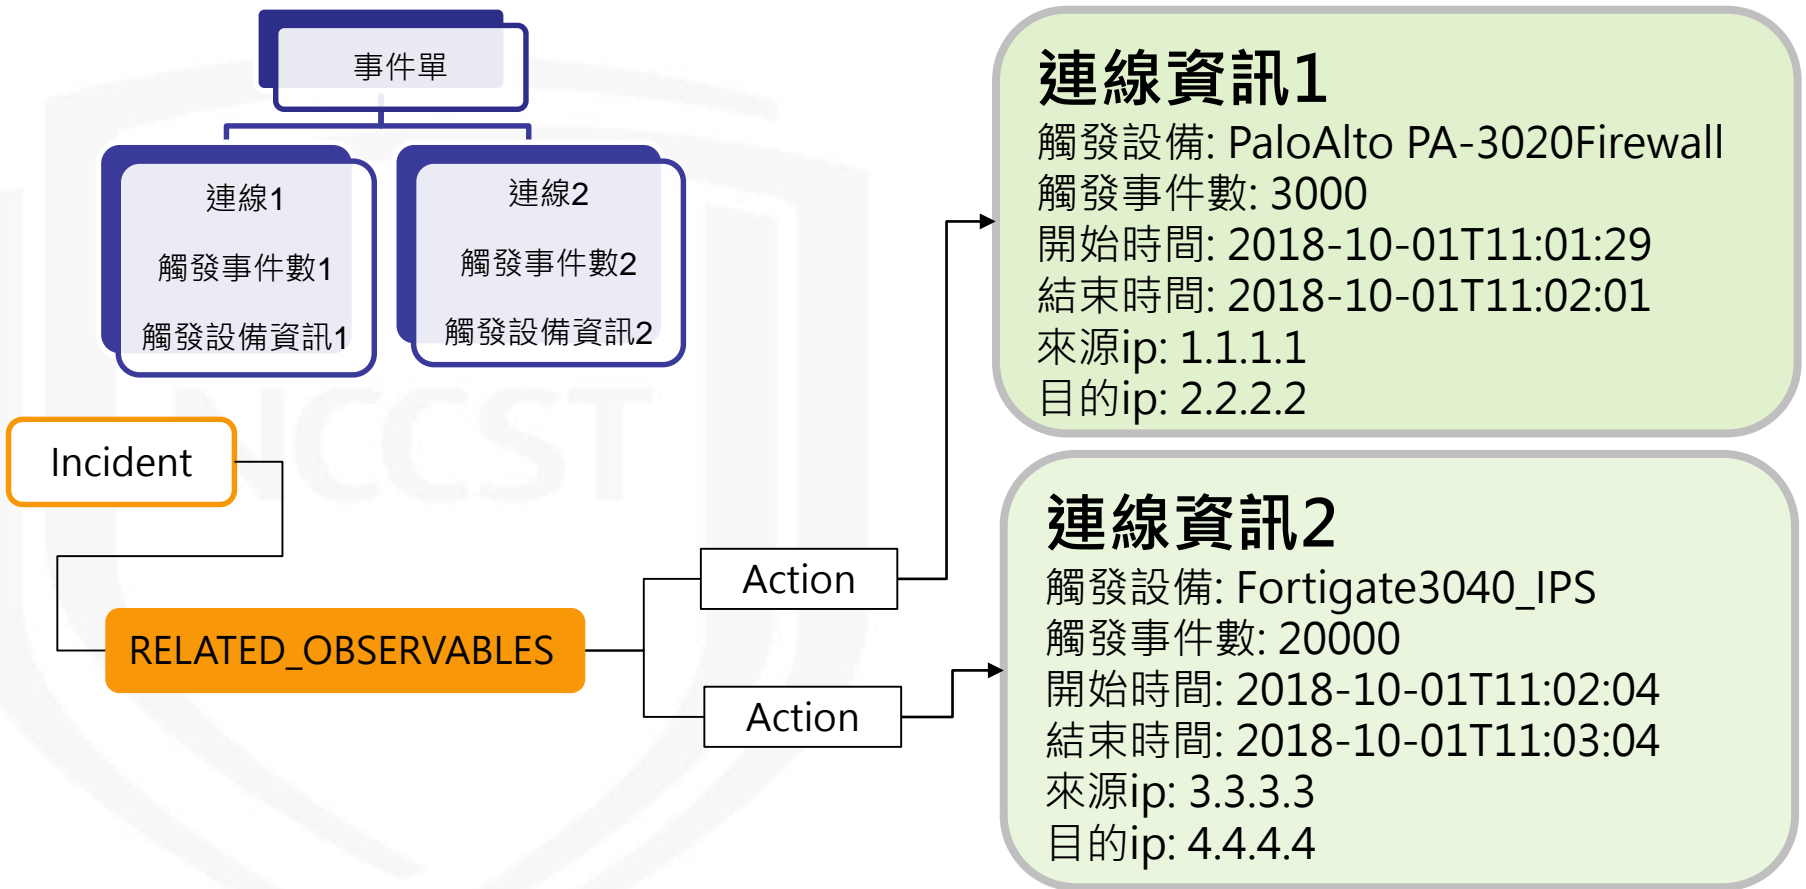 事件單
連線1
觸發事件數1
觸發設備資訊1
連線2
觸發事件數2
觸發設備資訊2
NCCST
Incident
RELATED_OBSERVABLES
Action
Action
連線資訊1
觸發設備: PaloAlto PA-3020Firewall
觸發事件數: 3000
開始時間: 2018-10-01T11:01:29
結束時間: 2018-10-01T11:02:01
來源ip: 1.1.1.1
目的ip: 2.2.2.2
連線資訊2
觸發設備: Fortigate3040_IPS
觸發事件數: 20000
開始時間: 2018-10-01T11:02:04
結束時間: 2018-10-01T11:03:04
來源ip: 3.3.3.3
目的ip: 4.4.4.4